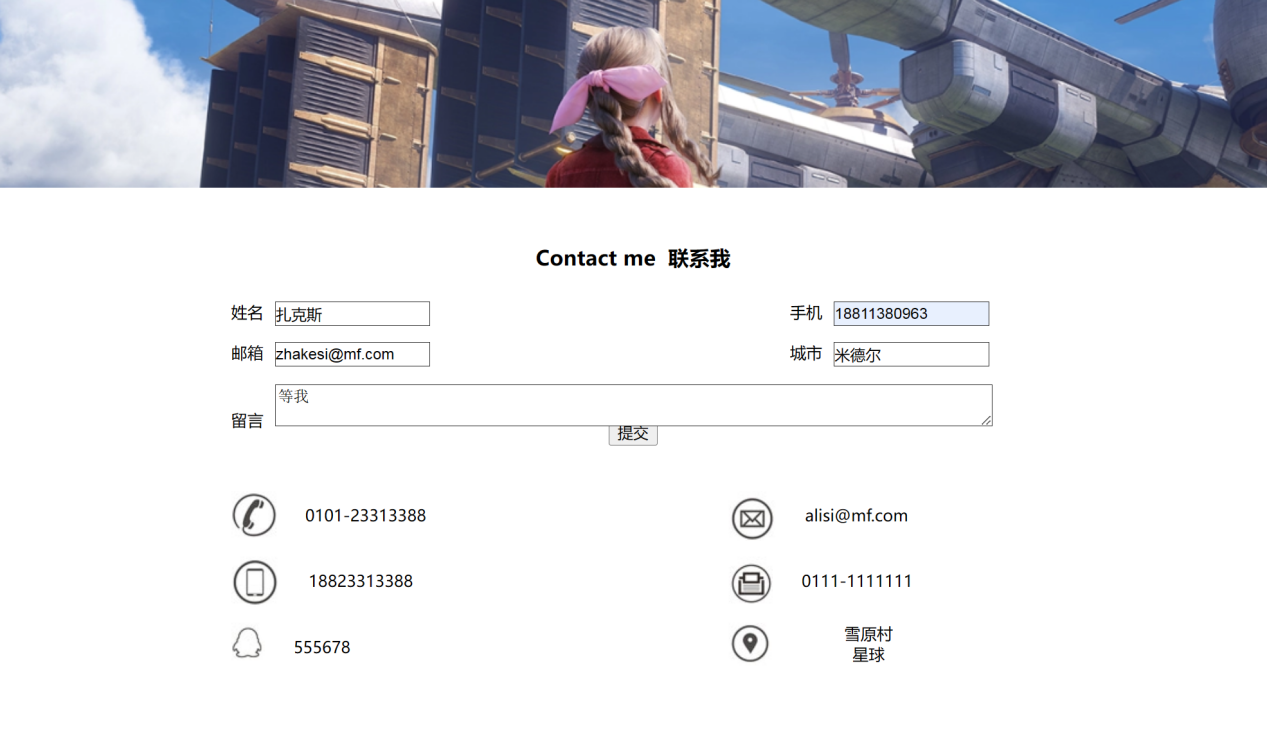 Contact me 联系我
姓名 扎克斯 手机 18811380963
邮箱 zhakesi@mf.com 城市 米德尔
留言 等我
提交
0101-23313388 alisi@mf.com
18823313388 0111-1111111
555678 雪原村
星球